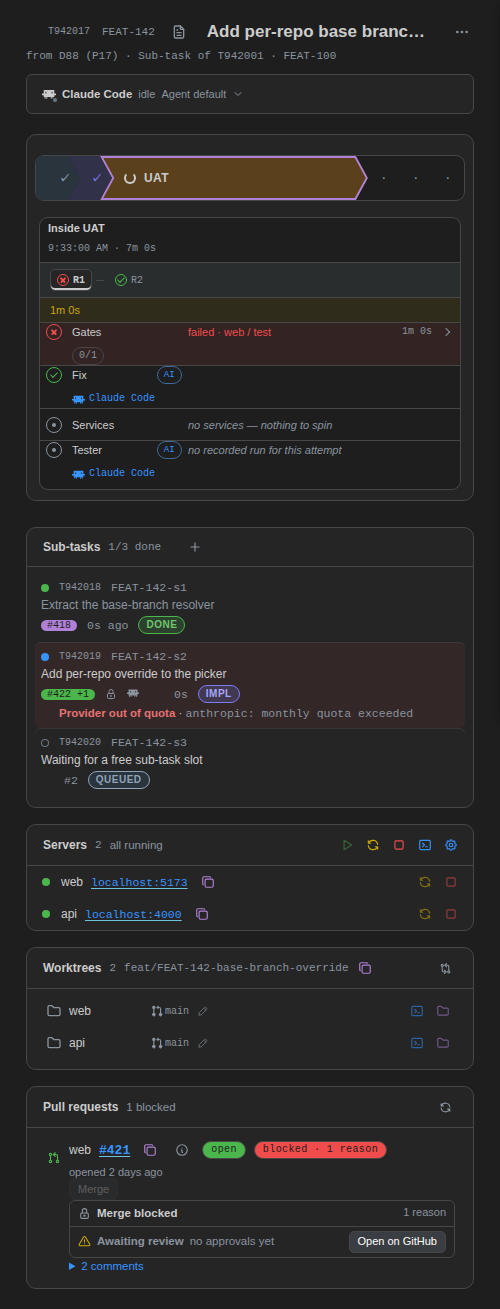 T942017 FEAT-142 Add per-repo base branc…
from D88 (P17) · Sub-task of T942001 · FEAT-100
Claude Code idle Agent default
UAT
Inside UAT
9:33:00 AM · 7m 0s
R1 — R2
1m 0s
Gates failed · web / test 1m 0s
0/1
Fix AI
Claude Code
Services no services — nothing to spin
Tester AI no recorded run for this attempt
Claude Code
Sub-tasks 1/3 done
T942018 FEAT-142-s1
Extract the base-branch resolver
#418 0s ago DONE
T942019 FEAT-142-s2
Add per-repo override to the picker
#422 +1 0s IMPL
Provider out of quota · anthropic: monthly quota exceeded
T942020 FEAT-142-s3
Waiting for a free sub-task slot
#2 QUEUED
Servers 2 all running
web localhost:5173
api localhost:4000
Worktrees 2 feat/FEAT-142-base-branch-override
web main
api main
Pull requests 1 blocked
web #421 open blocked · 1 reason
opened 2 days ago
Merge
Merge blocked 1 reason
Awaiting review no approvals yet Open on GitHub
2 comments